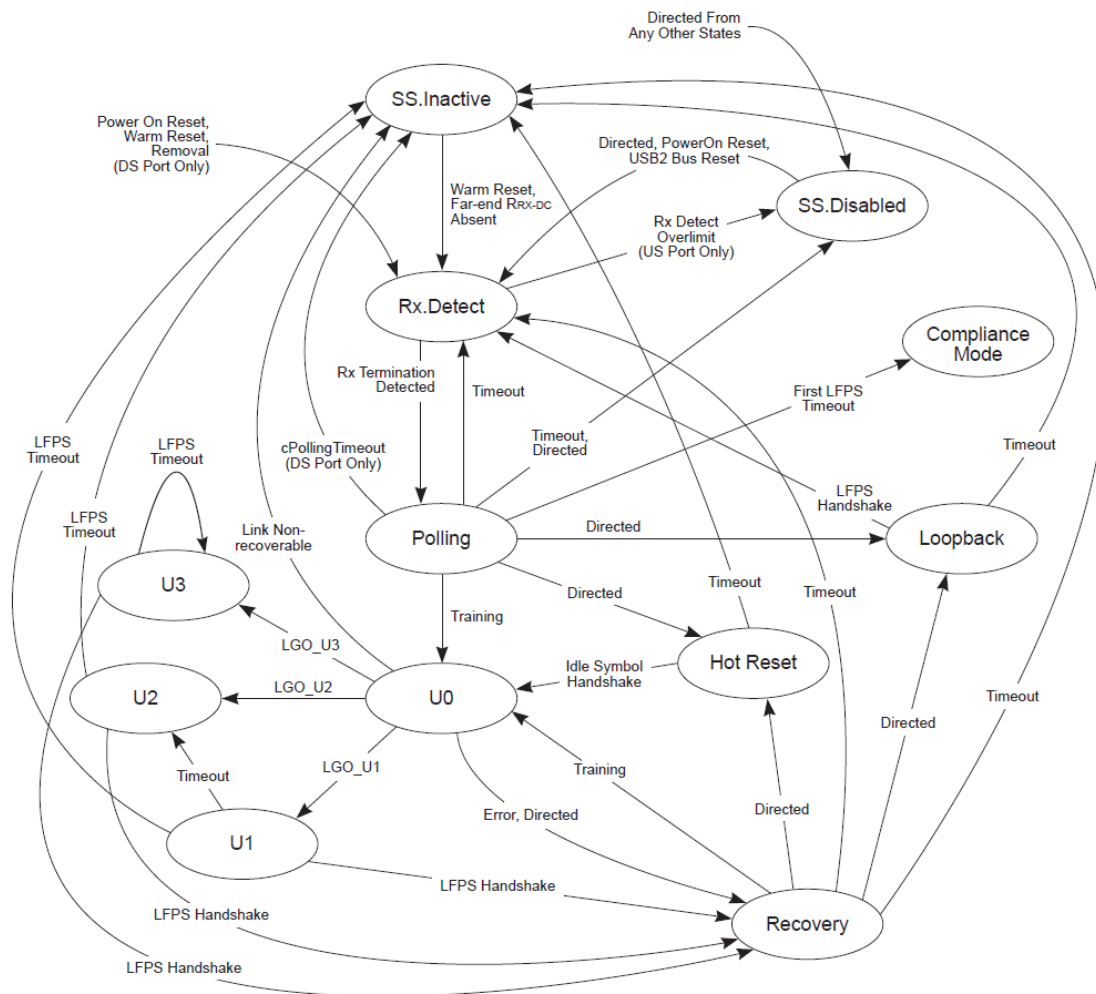 Directed From
Any Other States
SS.Inactive
Power On Reset,
Warm Reset,
Removal
(DS Port Only)
Directed, PowerOn Reset,
USB2 Bus Reset
Warm Reset,
Far-end RRX-DC
Absent
SS.Disabled
Rx Detect
Overlimit
(US Port Only)
Rx.Detect
Compliance
Mode
Rx Termination
Detected
Timeout
First LFPS
Timeout
LFPS
Timeout
LFPS
Timeout
cPollingTimeout
(DS Port Only)
Timeout,
Directed
Timeout
LFPS
Handshake
LFPS
Timeout
Link Non-
recoverable
Polling
Directed
Loopback
U3
Training
Directed
Timeout
Timeout
LGO_U3
Idle Symbol
Handshake
Hot Reset
U2
LGO_U2
U0
Timeout
Directed
LGO_U1
Training
Timeout
Error, Directed
Directed
U1
LFPS Handshake
LFPS Handshake
Recovery
LFPS Handshake